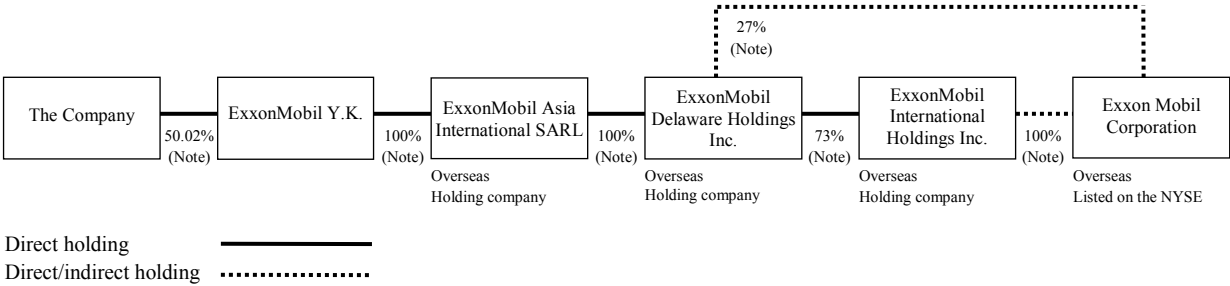 27%
(Note)
The Company
50.02%
(Note)
ExxonMobil Y.K.
100%
(Note)
ExxonMobil Asia
International SARL
Overseas
Holding company
100%
(Note)
ExxonMobil
Delaware Holdings
Inc.
Overseas
Holding company
73%
(Note)
ExxonMobil
International
Holdings Inc.
Overseas
Holding company
100%
(Note)
Exxon Mobil
Corporation
Overseas
Listed on the NYSE
Direct holding
Direct/indirect holding